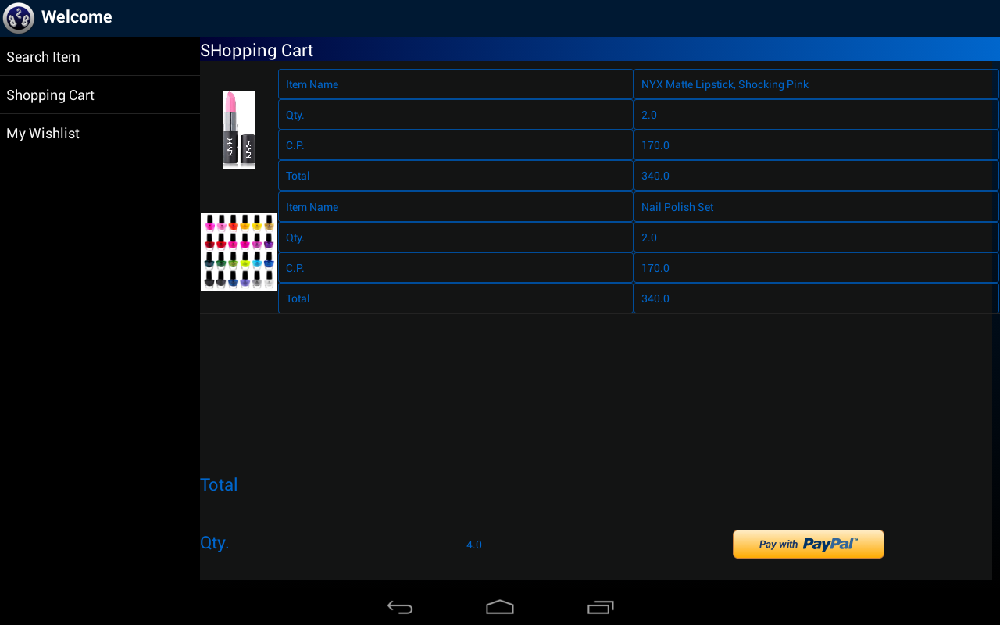 Welcome
Search Item
Shopping Cart
My Wishlist
SHopping Cart
NYX NYX
Item Name NYX Matte Lipstick, Shocking Pink
Qty. 2.0
C.P. 170.0
Total 340.0
Item Name Nail Polish Set
Qty. 2.0
C.P. 170.0
Total 340.0
Total
Qty. 4.0 Pay with PayPal™